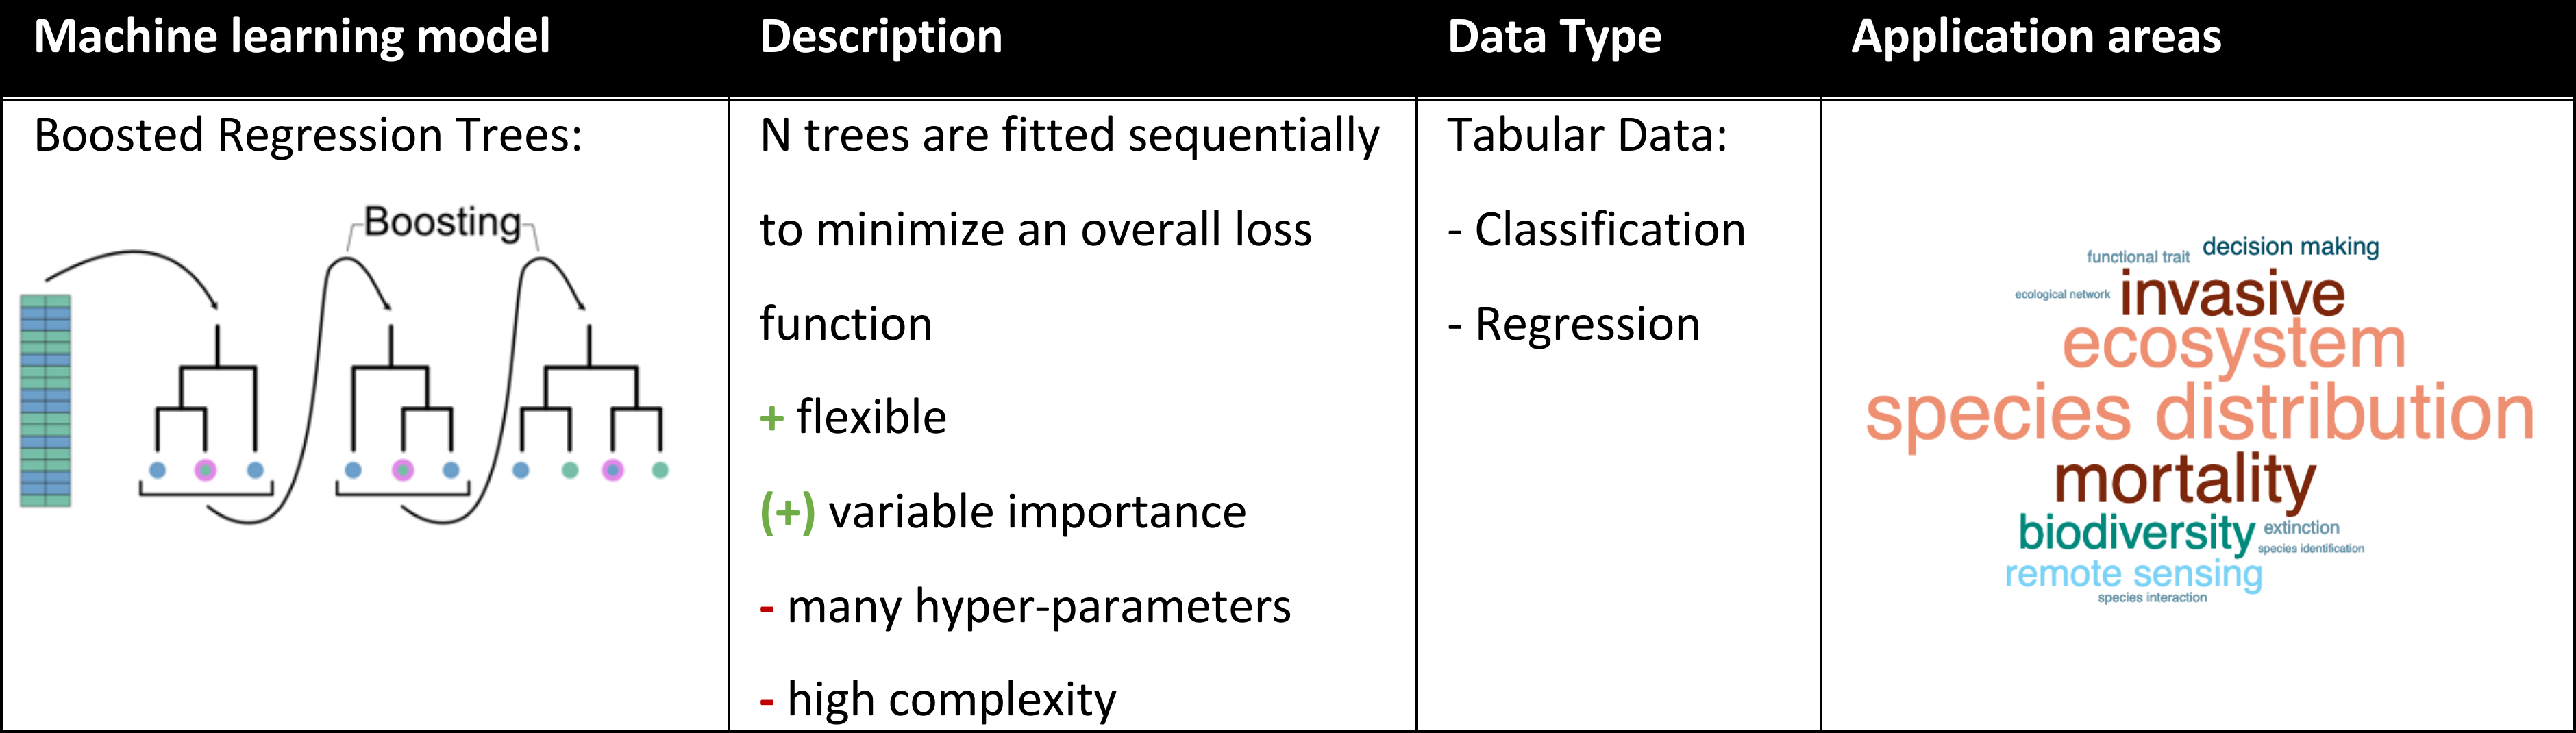 Machine learning model
Description
Data Type
Application areas
Boosted Regression Trees:
Boosting
N trees are fitted sequentially
to minimize an overall loss
function
+ flexible
(+) variable importance
- many hyper-parameters
- high complexity
Tabular Data:
- Classification
- Regression
functional trait
decision making
ecological network
invasive
ecosystem
species distribution
mortality
biodiversity
extinction
species identification
remote sensing
species interaction